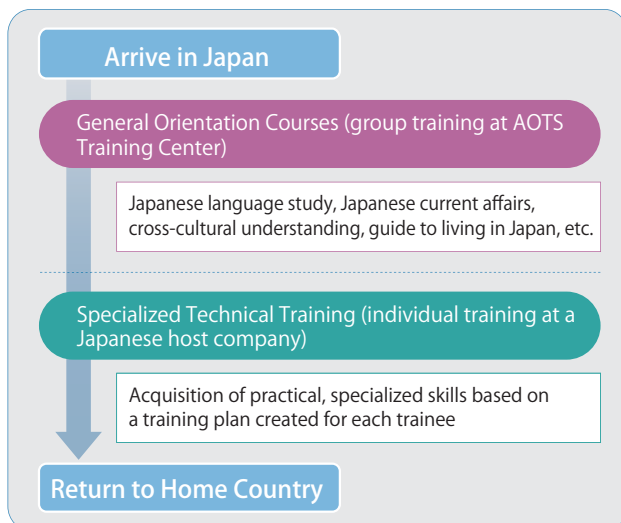 Arrive in Japan
General Orientation Courses (group training at AOTS
Training Center)
Japanese language study, Japanese current affairs,
cross-cultural understanding, guide to living in Japan, etc.
Specialized Technical Training (individual training at a
Japanese host company)
Acquisition of practical, specialized skills based on
a training plan created for each trainee
Return to Home Country